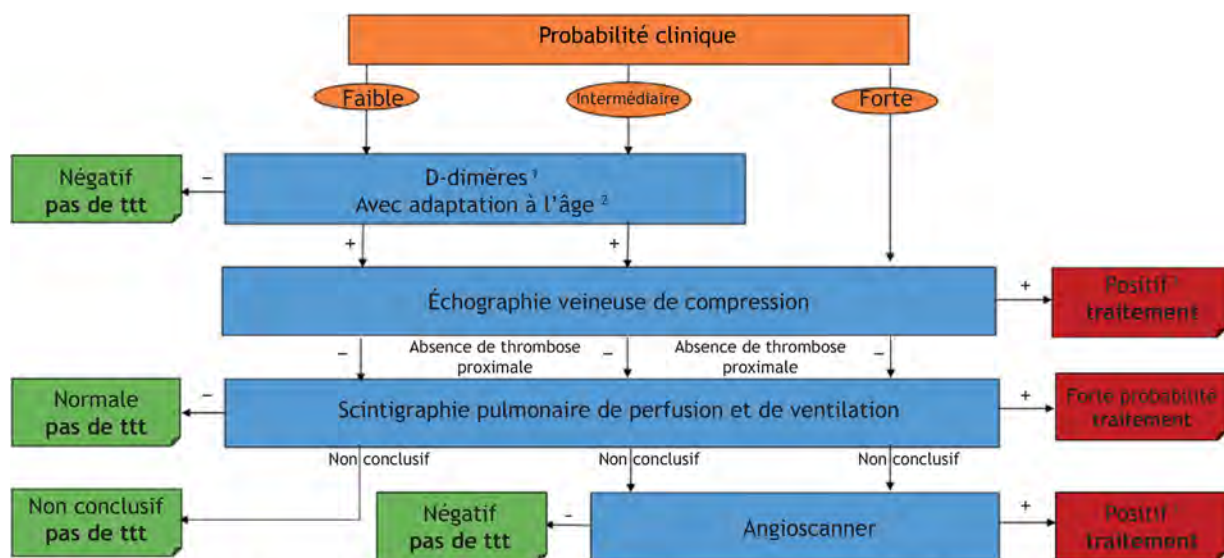 Probabilité clinique
Faible
Intermédiaire
Forte
Négatif
pas de ttt
–
D-dimères ¹
Avec adaptation à l’âge ²
+
+
Échographie veineuse de compression
+
Positif
traitement
–
Absence de thrombose
proximale
–
Absence de thrombose
proximale
–
Normale
pas de ttt
–
Scintigraphie pulmonaire de perfusion et de ventilation
+
Forte probabilité
traitement
Non conclusif
Non conclusif
Non conclusif
Non conclusif
pas de ttt
Négatif
pas de ttt
–
Angioscanner
+
Positif
traitement